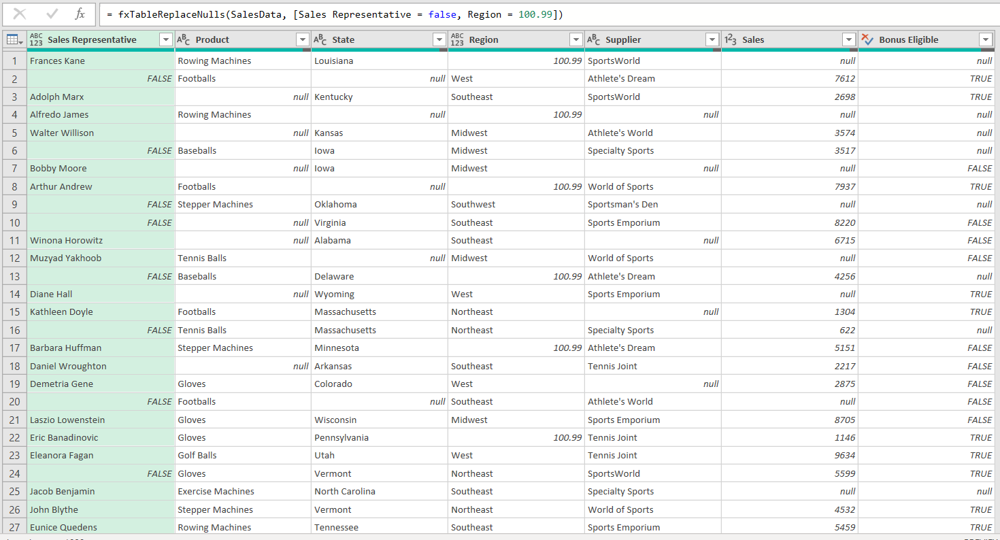 fx = fxTableReplaceNulls(SalesData, [Sales Representative = false, Region = 100.99])
ABC 123 Sales Representative ABC Product ABC State ABC 123 Region ABC Supplier 123 Sales Bonus Eligible
1 Frances Kane Rowing Machines Louisiana 100.99 SportsWorld null null
2 FALSE Footballs null West Athlete's Dream 7612 TRUE
3 Adolph Marx null Kentucky Southeast SportsWorld 2698 TRUE
4 Alfredo James Rowing Machines null 100.99 null null null
5 Walter Willison null Kansas Midwest Athlete's World 3574 null
6 FALSE Baseballs Iowa Midwest Specialty Sports 3517 null
7 Bobby Moore null Iowa Midwest null null FALSE
8 Arthur Andrew Footballs null 100.99 World of Sports 7937 TRUE
9 FALSE Stepper Machines Oklahoma Southwest Sportsman's Den null null
10 FALSE null Virginia Southeast Sports Emporium 8220 FALSE
11 Winona Horowitz null Alabama Southeast null 6715 FALSE
12 Muzyad Yakhoob Tennis Balls null Midwest World of Sports null FALSE
13 FALSE Baseballs Delaware 100.99 Athlete's Dream 4256 null
14 Diane Hall null Wyoming West Sports Emporium null TRUE
15 Kathleen Doyle Footballs Massachusetts Northeast null 1304 TRUE
16 FALSE Tennis Balls Massachusetts Northeast Specialty Sports 622 null
17 Barbara Huffman Stepper Machines Minnesota 100.99 Athlete's Dream 5151 FALSE
18 Daniel Wroughton null Arkansas Southeast Tennis Joint 2217 FALSE
19 Demetria Gene Gloves Colorado West null 2875 FALSE
20 FALSE Footballs null Southeast Athlete's World null FALSE
21 Laszio Lowenstein Gloves Wisconsin Midwest Sports Emporium 8705 FALSE
22 Eric Banadinovic Gloves Pennsylvania 100.99 Tennis Joint 1146 TRUE
23 Eleanora Fagan Golf Balls Utah West Tennis Joint 9634 TRUE
24 FALSE Gloves Vermont Northeast SportsWorld 5599 TRUE
25 Jacob Benjamin Exercise Machines North Carolina Southeast Specialty Sports null null
26 John Blythe Stepper Machines Vermont Northeast World of Sports 4532 TRUE
27 Eunice Quedens Rowing Machines Tennessee Southeast Sports Emporium 5459 TRUE